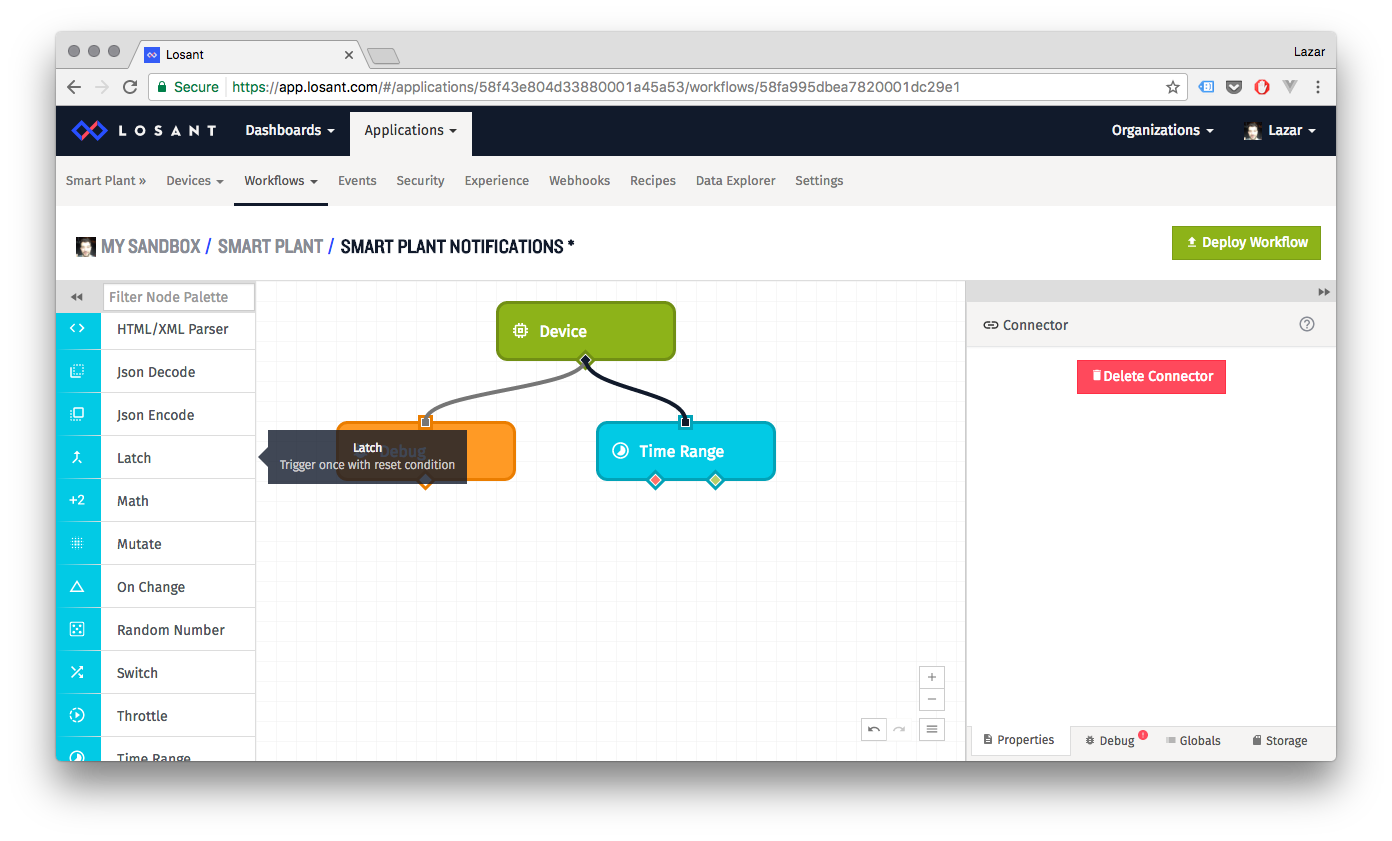 Losant
Lazar
Secure https://app.losant.com/#/applications/58f43e804d33880001a45a53/workflows/58fa995dbea7820001dc29e1
LOSANT Dashboards Applications Organizations Lazar
Smart Plant » Devices Workflows Events Security Experience Webhooks Recipes Data Explorer Settings
MY SANDBOX / SMART PLANT / SMART PLANT NOTIFICATIONS *
Deploy Workflow
Filter Node Palette
HTML/XML Parser
Json Decode
Json Encode
Latch
+2 Math
Mutate
On Change
Random Number
Switch
Throttle
Time Range
Device
Debug
Latch
Trigger once with reset condition
Time Range
Connector
Delete Connector
Properties Debug ! Globals Storage